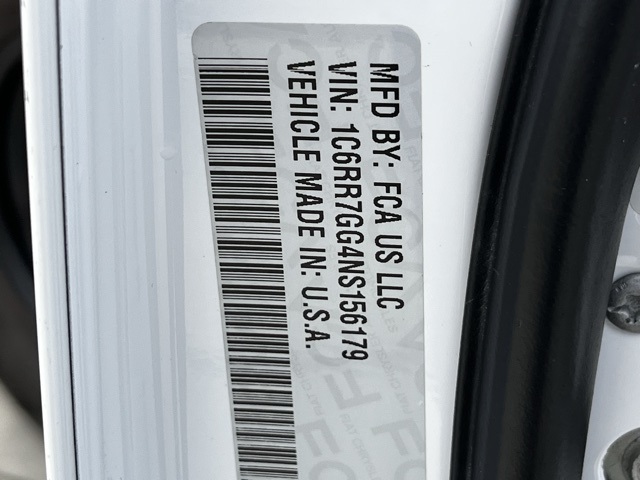 MFD BY: FCA US LLC
VIN: 1C6RR7GG4NS156179
VEHICLE MADE IN: U.S.A.